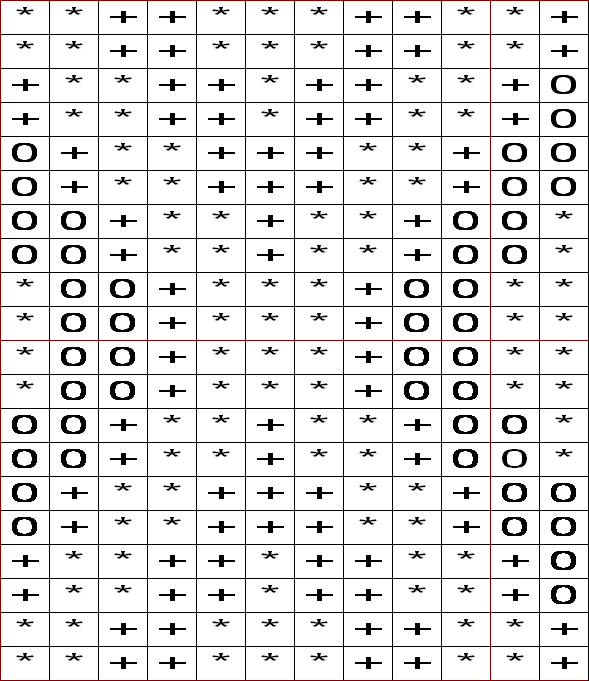 * * + + * * * + + * * +
* * + + * * * + + * * +
+ * * + + * + + * * + O
+ * * + + * + + * * + O
O + * * + + + * * + O O
O + * * + + + * * + O O
O O + * * + * * + O O *
O O + * * + * * + O O *
* O O + * * * + O O * *
* O O + * * * + O O * *
* O O + * * * + O O * *
* O O + * * * + O O * *
O O + * * + * * + O O *
O O + * * + * * + O O *
O + * * + + + * * + O O
O + * * + + + * * + O O
+ * * + + * + + * * + O
+ * * + + * + + * * + O
* * + + * * * + + * * +
* * + + * * * + + * * +